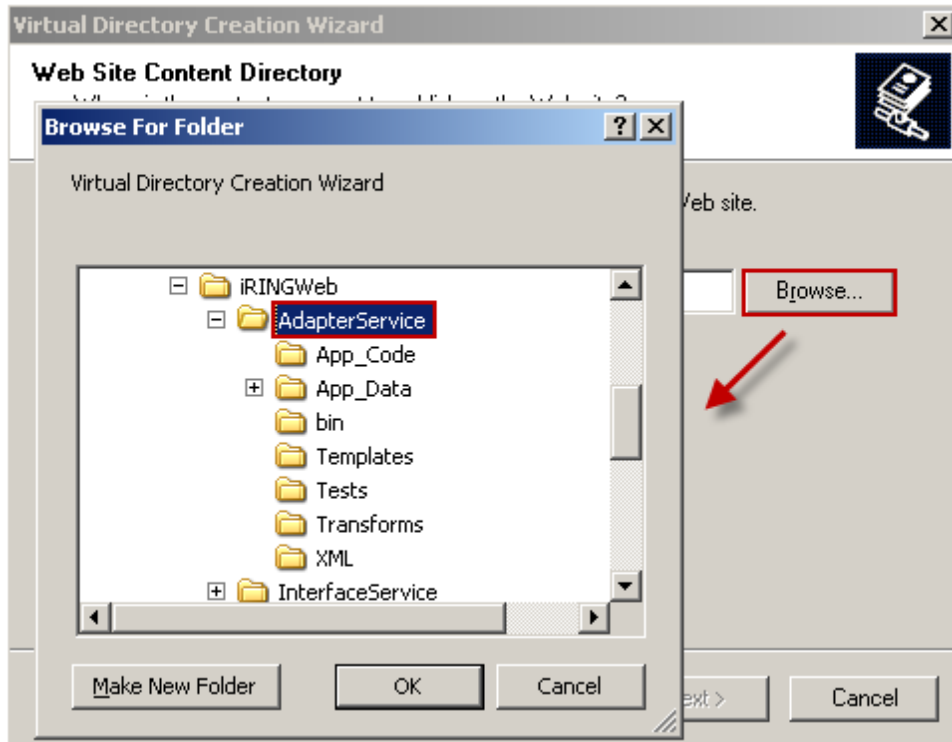 Virtual Directory Creation Wizard
Web Site Content Directory
Browse For Folder
Virtual Directory Creation Wizard
Web site.
iRINGWeb
Browse...
AdapterService
App_Code
App_Data
bin
Templates
Tests
Transforms
XML
InterfaceService
Make New Folder
OK
Cancel
ext >
Cancel